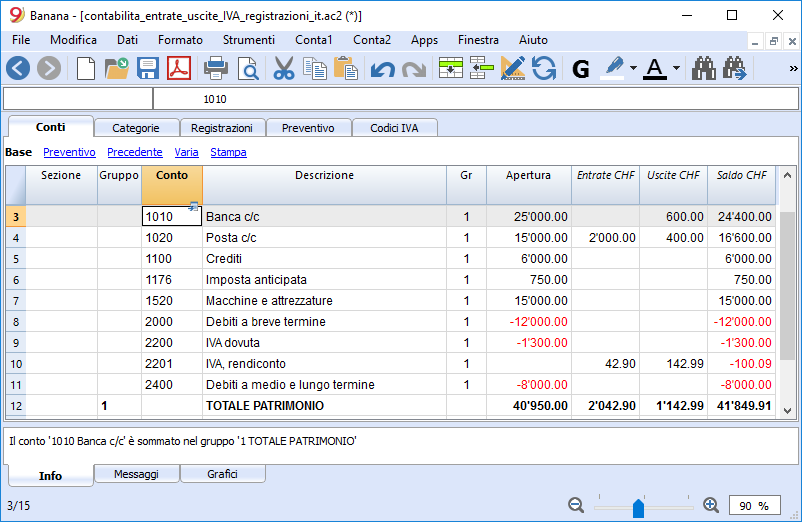 Banana - [contabilita_entrate_uscite_IVA_registrazioni_it.ac2 (*)]
File Modifica Dati Formato Strumenti Conta1 Conta2 Apps Finestra Aiuto
G A »
1010
Conti Categorie Registrazioni Preventivo Codici IVA
Base Preventivo Precedente Varia Stampa
Sezione Gruppo Conto Descrizione Gr Apertura Entrate CHF Uscite CHF Saldo CHF
3 1010 Banca c/c 1 25'000.00 600.00 24'400.00
4 1020 Posta c/c 1 15'000.00 2'000.00 400.00 16'600.00
5 1100 Crediti 1 6'000.00 6'000.00
6 1176 Imposta anticipata 1 750.00 750.00
7 1520 Macchine e attrezzature 1 15'000.00 15'000.00
8 2000 Debiti a breve termine 1 -12'000.00 -12'000.00
9 2200 IVA dovuta 1 -1'300.00 -1'300.00
10 2201 IVA, rendiconto 1 42.90 142.99 -100.09
11 2400 Debiti a medio e lungo termine 1 -8'000.00 -8'000.00
12 1 TOTALE PATRIMONIO 40'950.00 2'042.90 1'142.99 41'849.91
Il conto '1010 Banca c/c' è sommato nel gruppo '1 TOTALE PATRIMONIO'
Info Messaggi Grafici
3/15 90 %